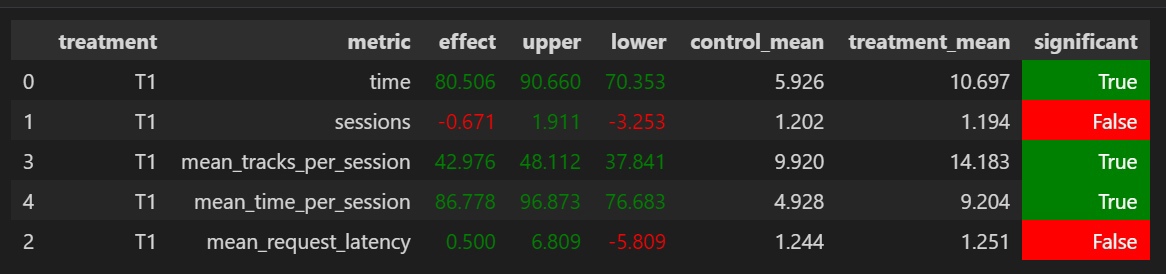 treatment metric effect upper lower control_mean treatment_mean significant
0 T1 time 80.506 90.660 70.353 5.926 10.697 True
1 T1 sessions -0.671 1.911 -3.253 1.202 1.194 False
3 T1 mean_tracks_per_session 42.976 48.112 37.841 9.920 14.183 True
4 T1 mean_time_per_session 86.778 96.873 76.683 4.928 9.204 True
2 T1 mean_request_latency 0.500 6.809 -5.809 1.244 1.251 False